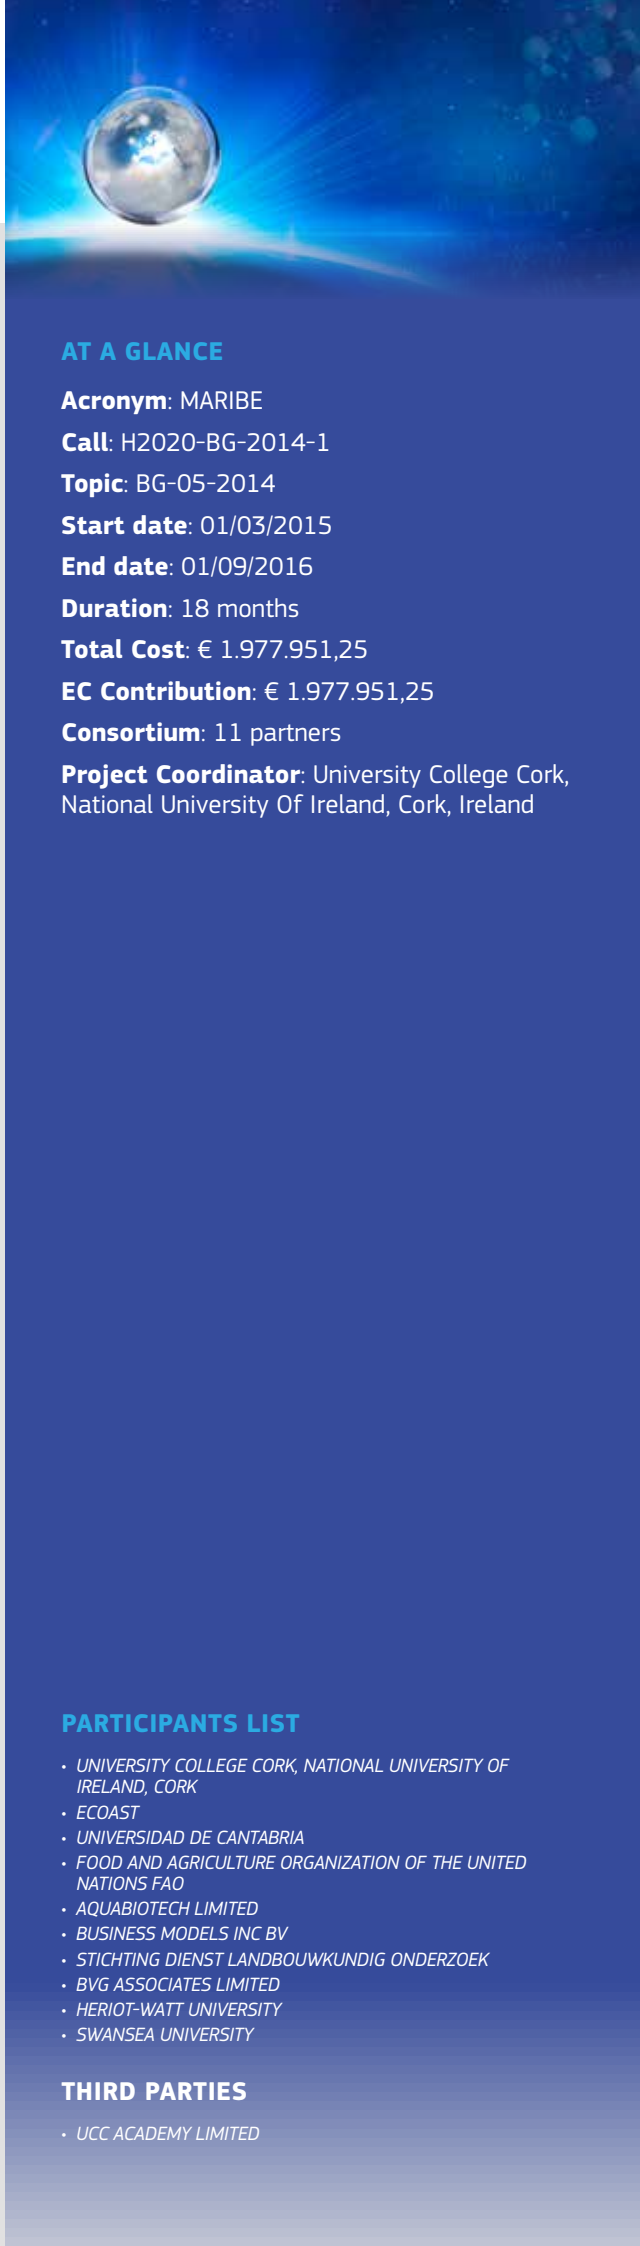 AT A GLANCE
Acronym: MARIBE
Call: H2020-BG-2014-1
Topic: BG-05-2014
Start date: 01/03/2015
End date: 01/09/2016
Duration: 18 months
Total Cost: € 1.977.951,25
EC Contribution: € 1.977.951,25
Consortium: 11 partners
Project Coordinator: University College Cork,
National University Of Ireland, Cork, Ireland
PARTICIPANTS LIST
• UNIVERSITY COLLEGE CORK, NATIONAL UNIVERSITY OF
IRELAND, CORK
• ECOAST
• UNIVERSIDAD DE CANTABRIA
• FOOD AND AGRICULTURE ORGANIZATION OF THE UNITED
NATIONS FAO
• AQUABIOTECH LIMITED
• BUSINESS MODELS INC BV
• STICHTING DIENST LANDBOUWKUNDIG ONDERZOEK
• BVG ASSOCIATES LIMITED
• HERIOT-WATT UNIVERSITY
• SWANSEA UNIVERSITY
THIRD PARTIES
• UCC ACADEMY LIMITED